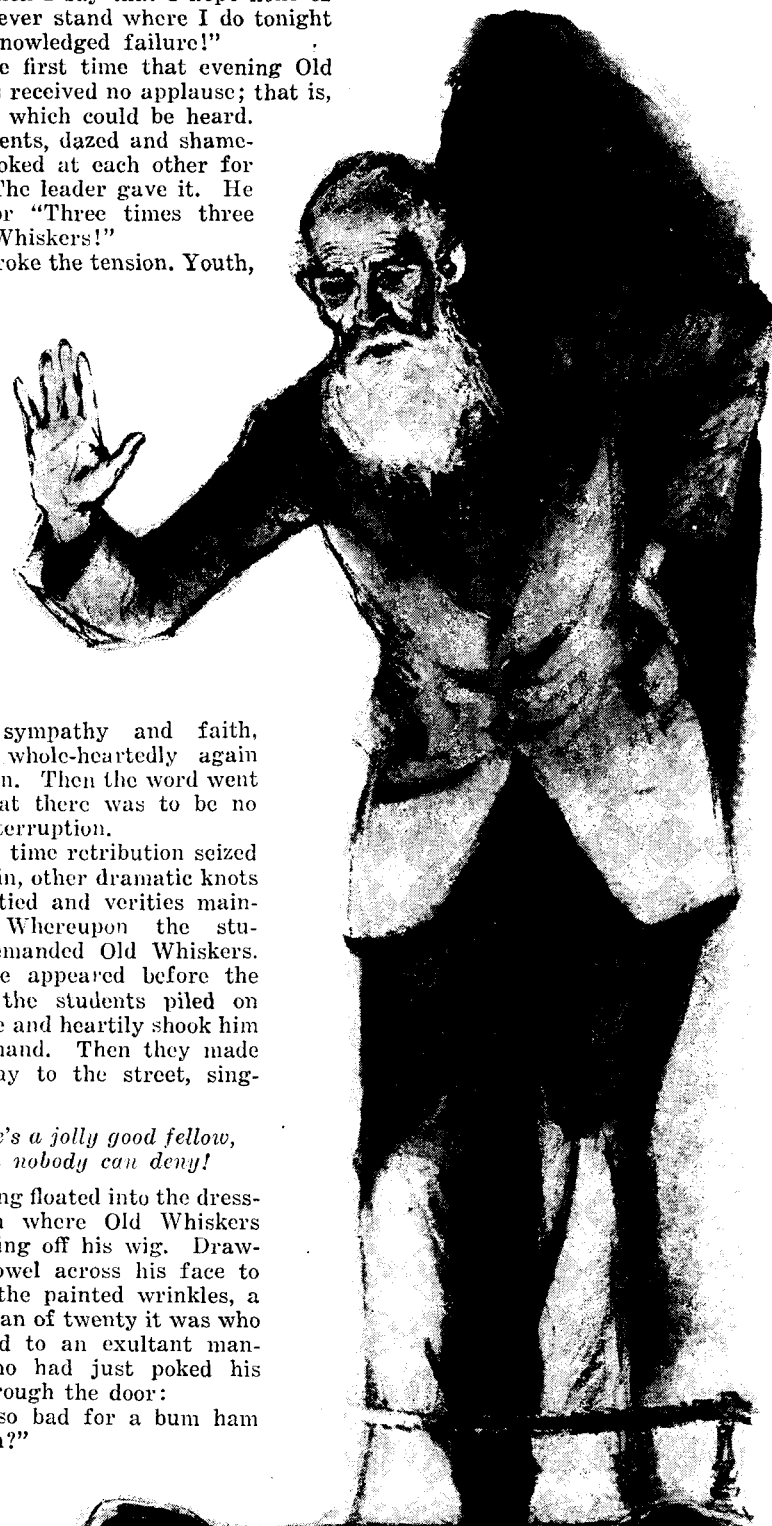 ever stand where I do tonight
nowledged failure!"
e first time that evening Old
s received no applause; that is,
which could be heard.
ents, dazed and shame-
oked at each other for
The leader gave it. He
or "Three times three
Whiskers!"
roke the tension. Youth,
sympathy and faith,
whole-heartedly again
n. Then the word went
at there was to be no
terruption.
time retribution seized
in, other dramatic knots
tied and verities main-
Whereupon the stu-
emanded Old Whiskers.
e appeared before the
the students piled on
e and heartily shook him
hand. Then they made
ay to the street, sing-
e's a jolly good fellow,
nobody can deny!
ng floated into the dress-
n where Old Whiskers
ing off his wig. Draw-
owel across his face to
the painted wrinkles, a
an of twenty it was who
d to an exultant man-
ho had just poked his
rough the door:
so bad for a bum ham
n?"